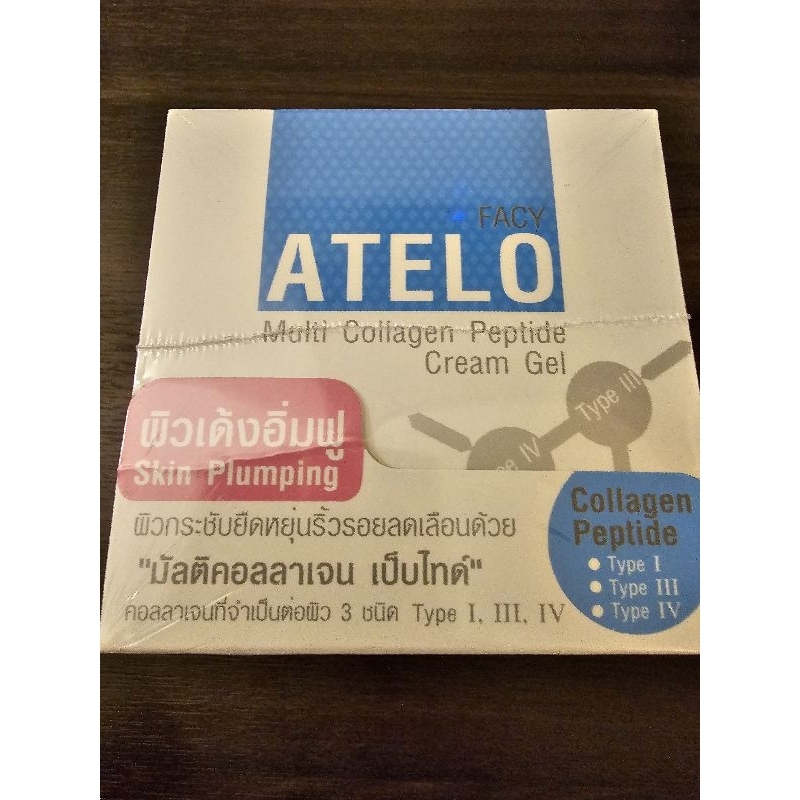 FACY
ATELO
Multi Collagen Peptide
Cream Gel
Type III
IV
ผิวเด้งอิ่มฟู
Skin Plumping
ผิวกระชับยืดหยุ่นริ้วรอยลดเลือนด้วย
"มัลติคอลลาเจน เป็บไทด์"
คอลลาเจนที่จำเป็นต่อผิว 3 ชนิด Type I, III, IV
Collagen
Peptide
Type I
Type III
Type IV